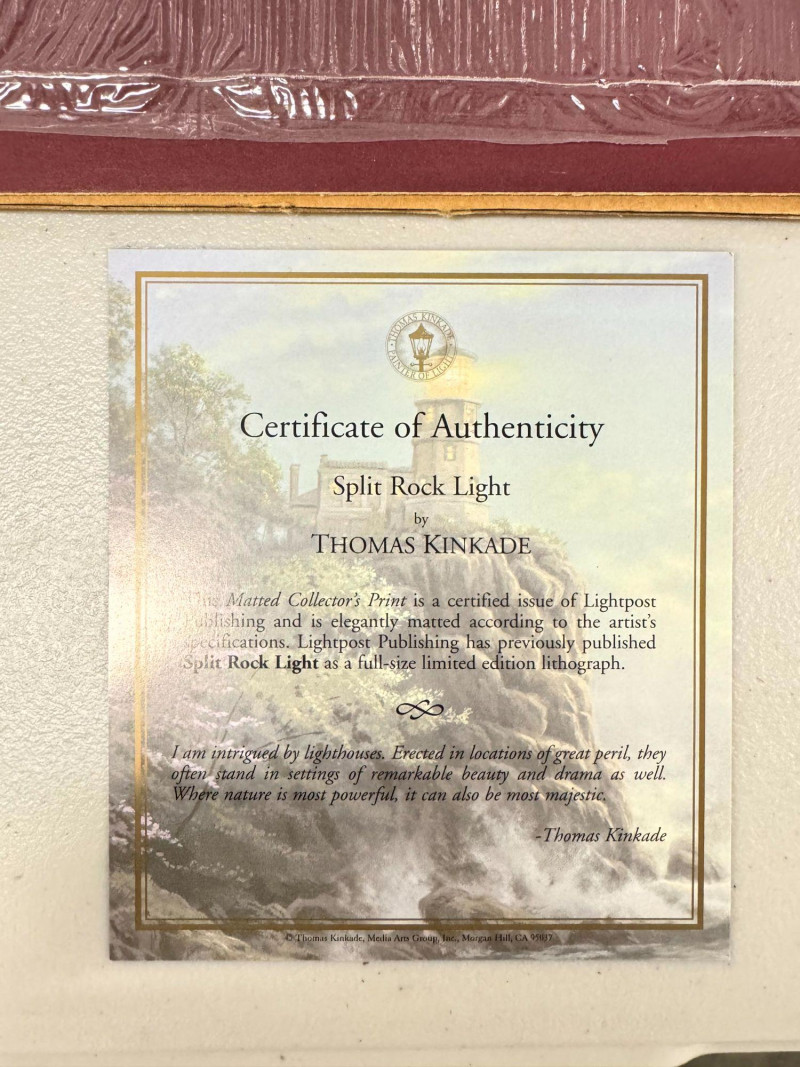 THOMAS KINKADE
PAINTER OF LIGHT
Certificate of Authenticity
Split Rock Light
by
THOMAS KINKADE
This Matted Collector's Print is a certified issue of Lightpost
Publishing and is elegantly matted according to the artist's
specifications. Lightpost Publishing has previously published
Split Rock Light as a full-size limited edition lithograph.
I am intrigued by lighthouses. Erected in locations of great peril, they
often stand in settings of remarkable beauty and drama as well.
Where nature is most powerful, it can also be most majestic.
-Thomas Kinkade
© Thomas Kinkade, Media Arts Group, Inc., Morgan Hill, CA 95037